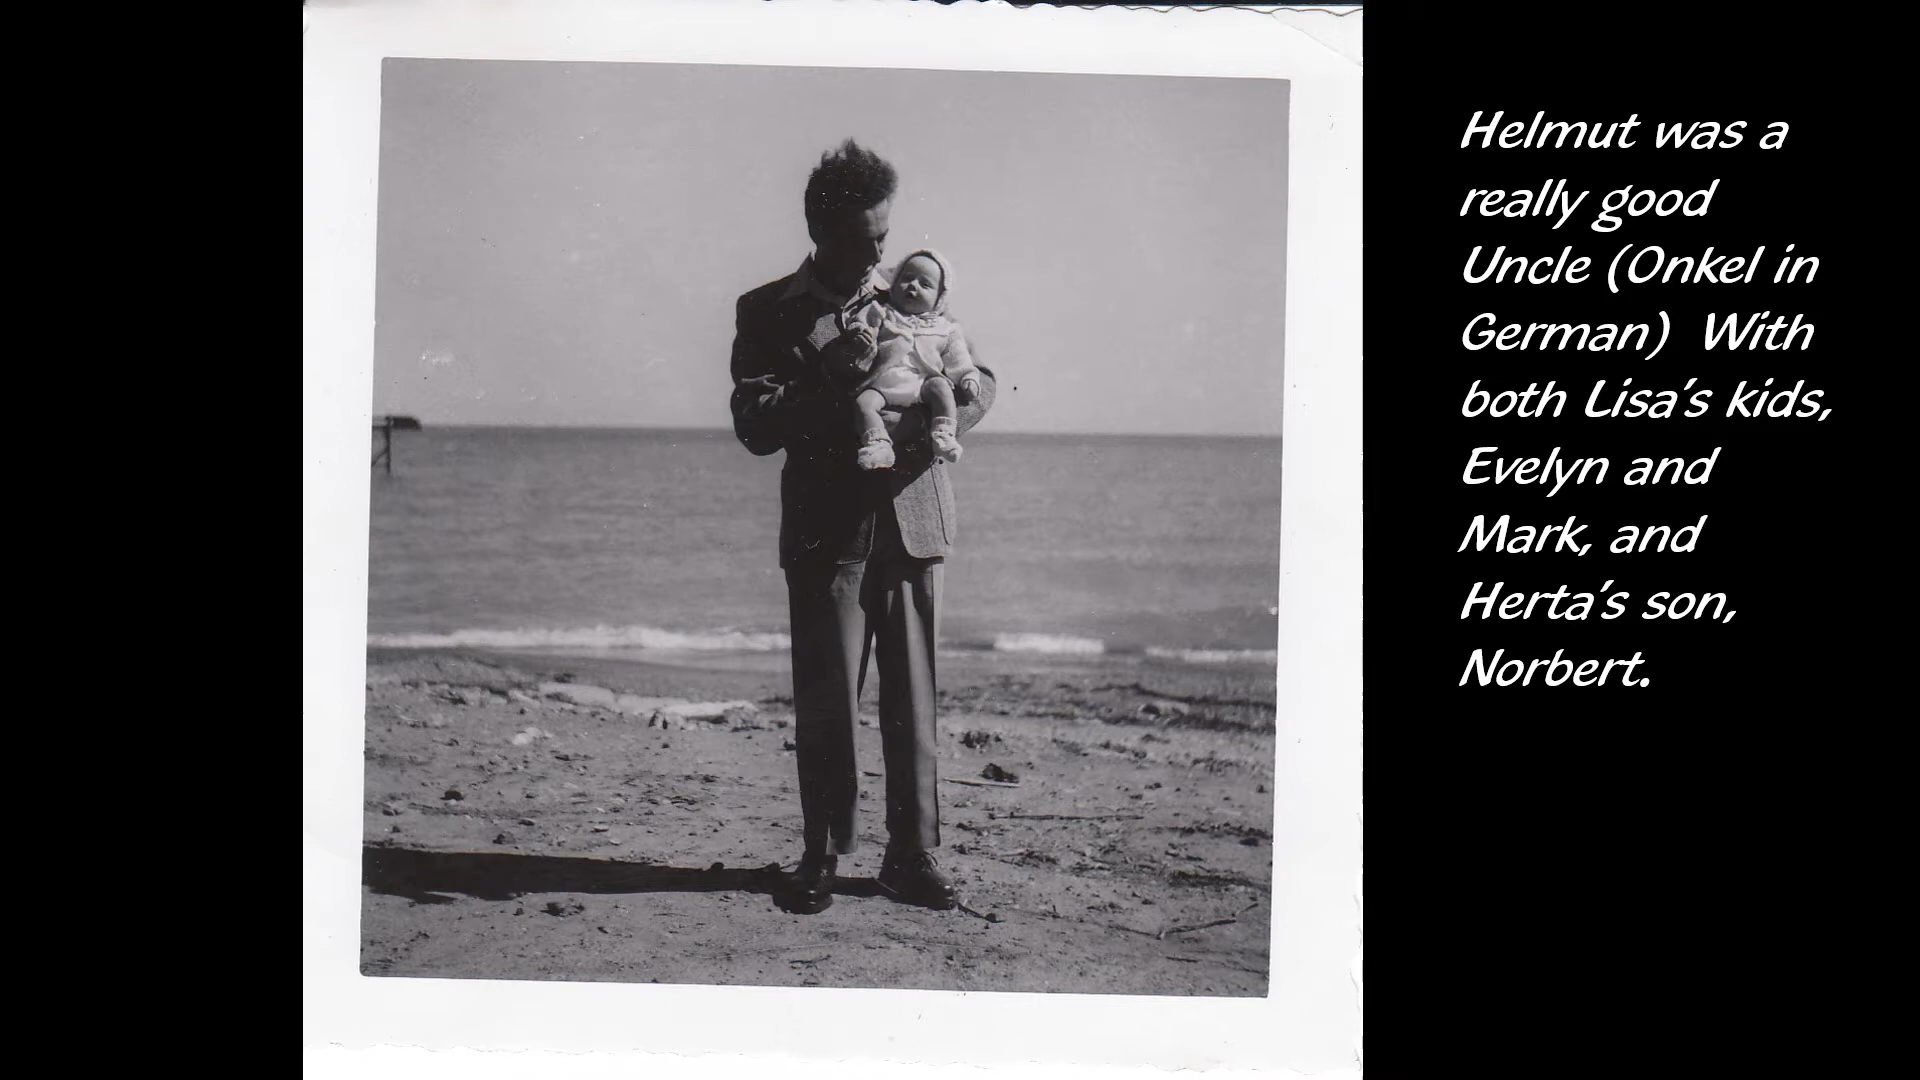 Helmut was a
really good
Uncle (Onkel in
German)  With
both Lisa's kids,
Evelyn and
Mark, and
Herta's son,
Norbert.